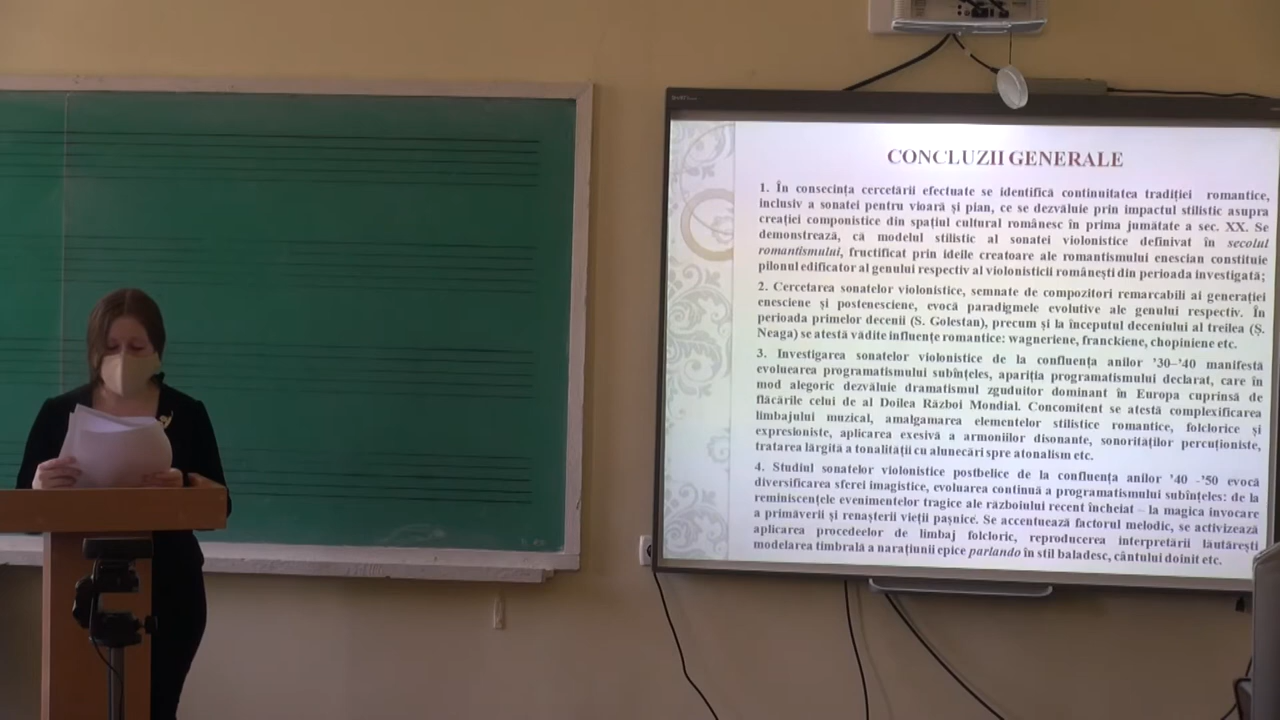 CONCLUZII GENERALE
1. În consecința cercetării efectuate se identifică continuitatea tradiției romantice,
inclusiv a sonatei pentru vioară și pian, ce se dezvăluie prin impactul stilistic asupra
creației componistice din spațiul cultural românesc în prima jumătate a sec. XX. Se
demonstrează, că modelul stilistic al sonatei violonistice definivat în secolul
romantismului, fructificat prin ideile creatoare ale romantismului enescian constituie
pilonul edificator al genului respectiv al violonisticii românești din perioada investigată;
2. Cercetarea sonatelor violonistice, semnate de compozitori remarcabili ai generației
enesciene și postenesciene, evocă paradigmele evolutive ale genului respectiv. În
perioada primelor decenii (S. Golestan), precum și la începutul deceniului al treilea (Ș.
Neaga) se atestă vădite influențe romantice: wagneriene, franckiene, chopiniene etc.
3. Investigarea sonatelor violonistice de la confluența anilor ’30–’40 manifestă
evoluearea programatismului subînțeles, apariția programatismului declarat, care în
mod alegoric dezvăluie dramatismul zguduitor dominant în Europa cuprinsă de
flăcările celui de al Doilea Război Mondial. Concomitent se atestă complexificarea
limbajului muzical, amalgamarea elementelor stilistice romantice, folclorice și
expresioniste, aplicarea exesivă a armoniilor disonante, sonorităților percuționiste,
tratarea lărgită a tonalității cu alunecări spre atonalism etc.
4. Studiul sonatelor violonistice postbelice de la confluența anilor ’40 -’50 evocă
diversificarea sferei imagistice, evoluarea continuă a programatismului subînțeles: de la
reminiscențele evenimentelor tragice ale războiului recent încheiat – la magica invocare
a primăverii și renașterii vieții pașnice. Se accentuează factorul melodic, se activizează
aplicarea procedeelor de limbaj folcloric, reproducerea interpretării lăutărești
modelarea timbrală a narațiunii epice parlando în stil baladesc, cântului doinit etc.